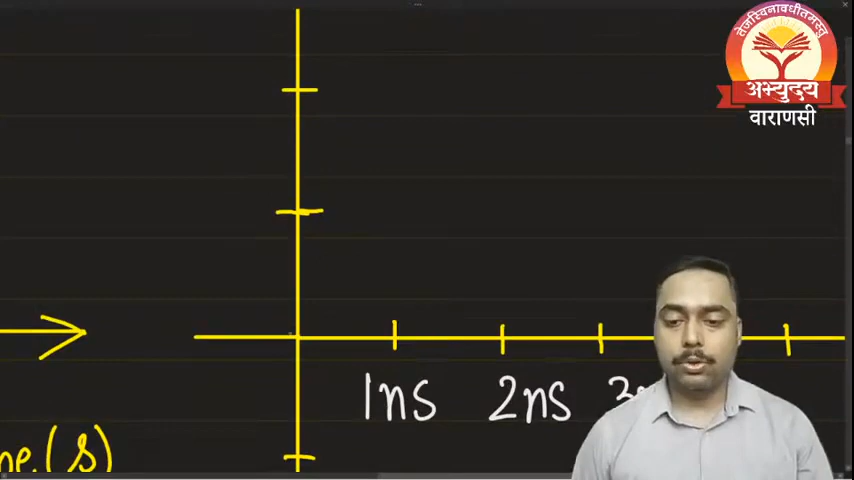 तेजस्विनावधीतमस्तु
अभ्युदय
वाराणसी
1ns 2ns
(s)